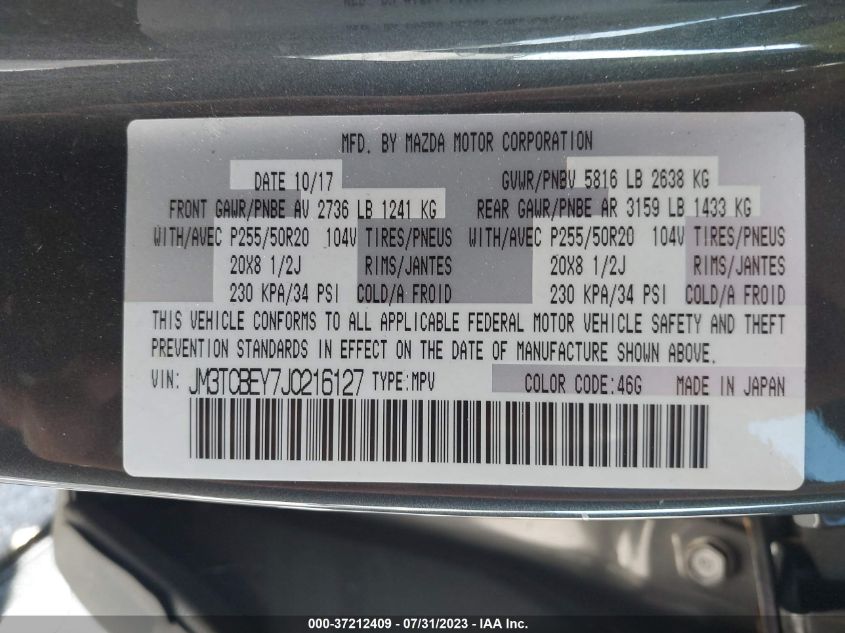 MFD. BY MAZDA MOTOR CORPORATION
DATE 10/17 GVWR/PNBV 5816 LB 2638 KG
FRONT GAWR/PNBE AV 2736 LB 1241 KG REAR GAWR/PNBE AR 3159 LB 1433 KG
WITH/AVEC P255/50R20 104V TIRES/PNEUS WITH/AVEC P255/50R20 104V TIRES/PNEUS
20X8 1/2J RIMS/JANTES 20X8 1/2J RIMS/JANTES
230 KPA/34 PSI COLD/A FROID 230 KPA/34 PSI COLD/A FROID
THIS VEHICLE CONFORMS TO ALL APPLICABLE FEDERAL MOTOR VEHICLE SAFETY AND THEFT
PREVENTION STANDARDS IN EFFECT ON THE DATE OF MANUFACTURE SHOWN ABOVE.
VIN: JM3TCBEY7J0216127 TYPE:MPV COLOR CODE:46G MADE IN JAPAN
000-37212409 - 07/31/2023 - IAA Inc.